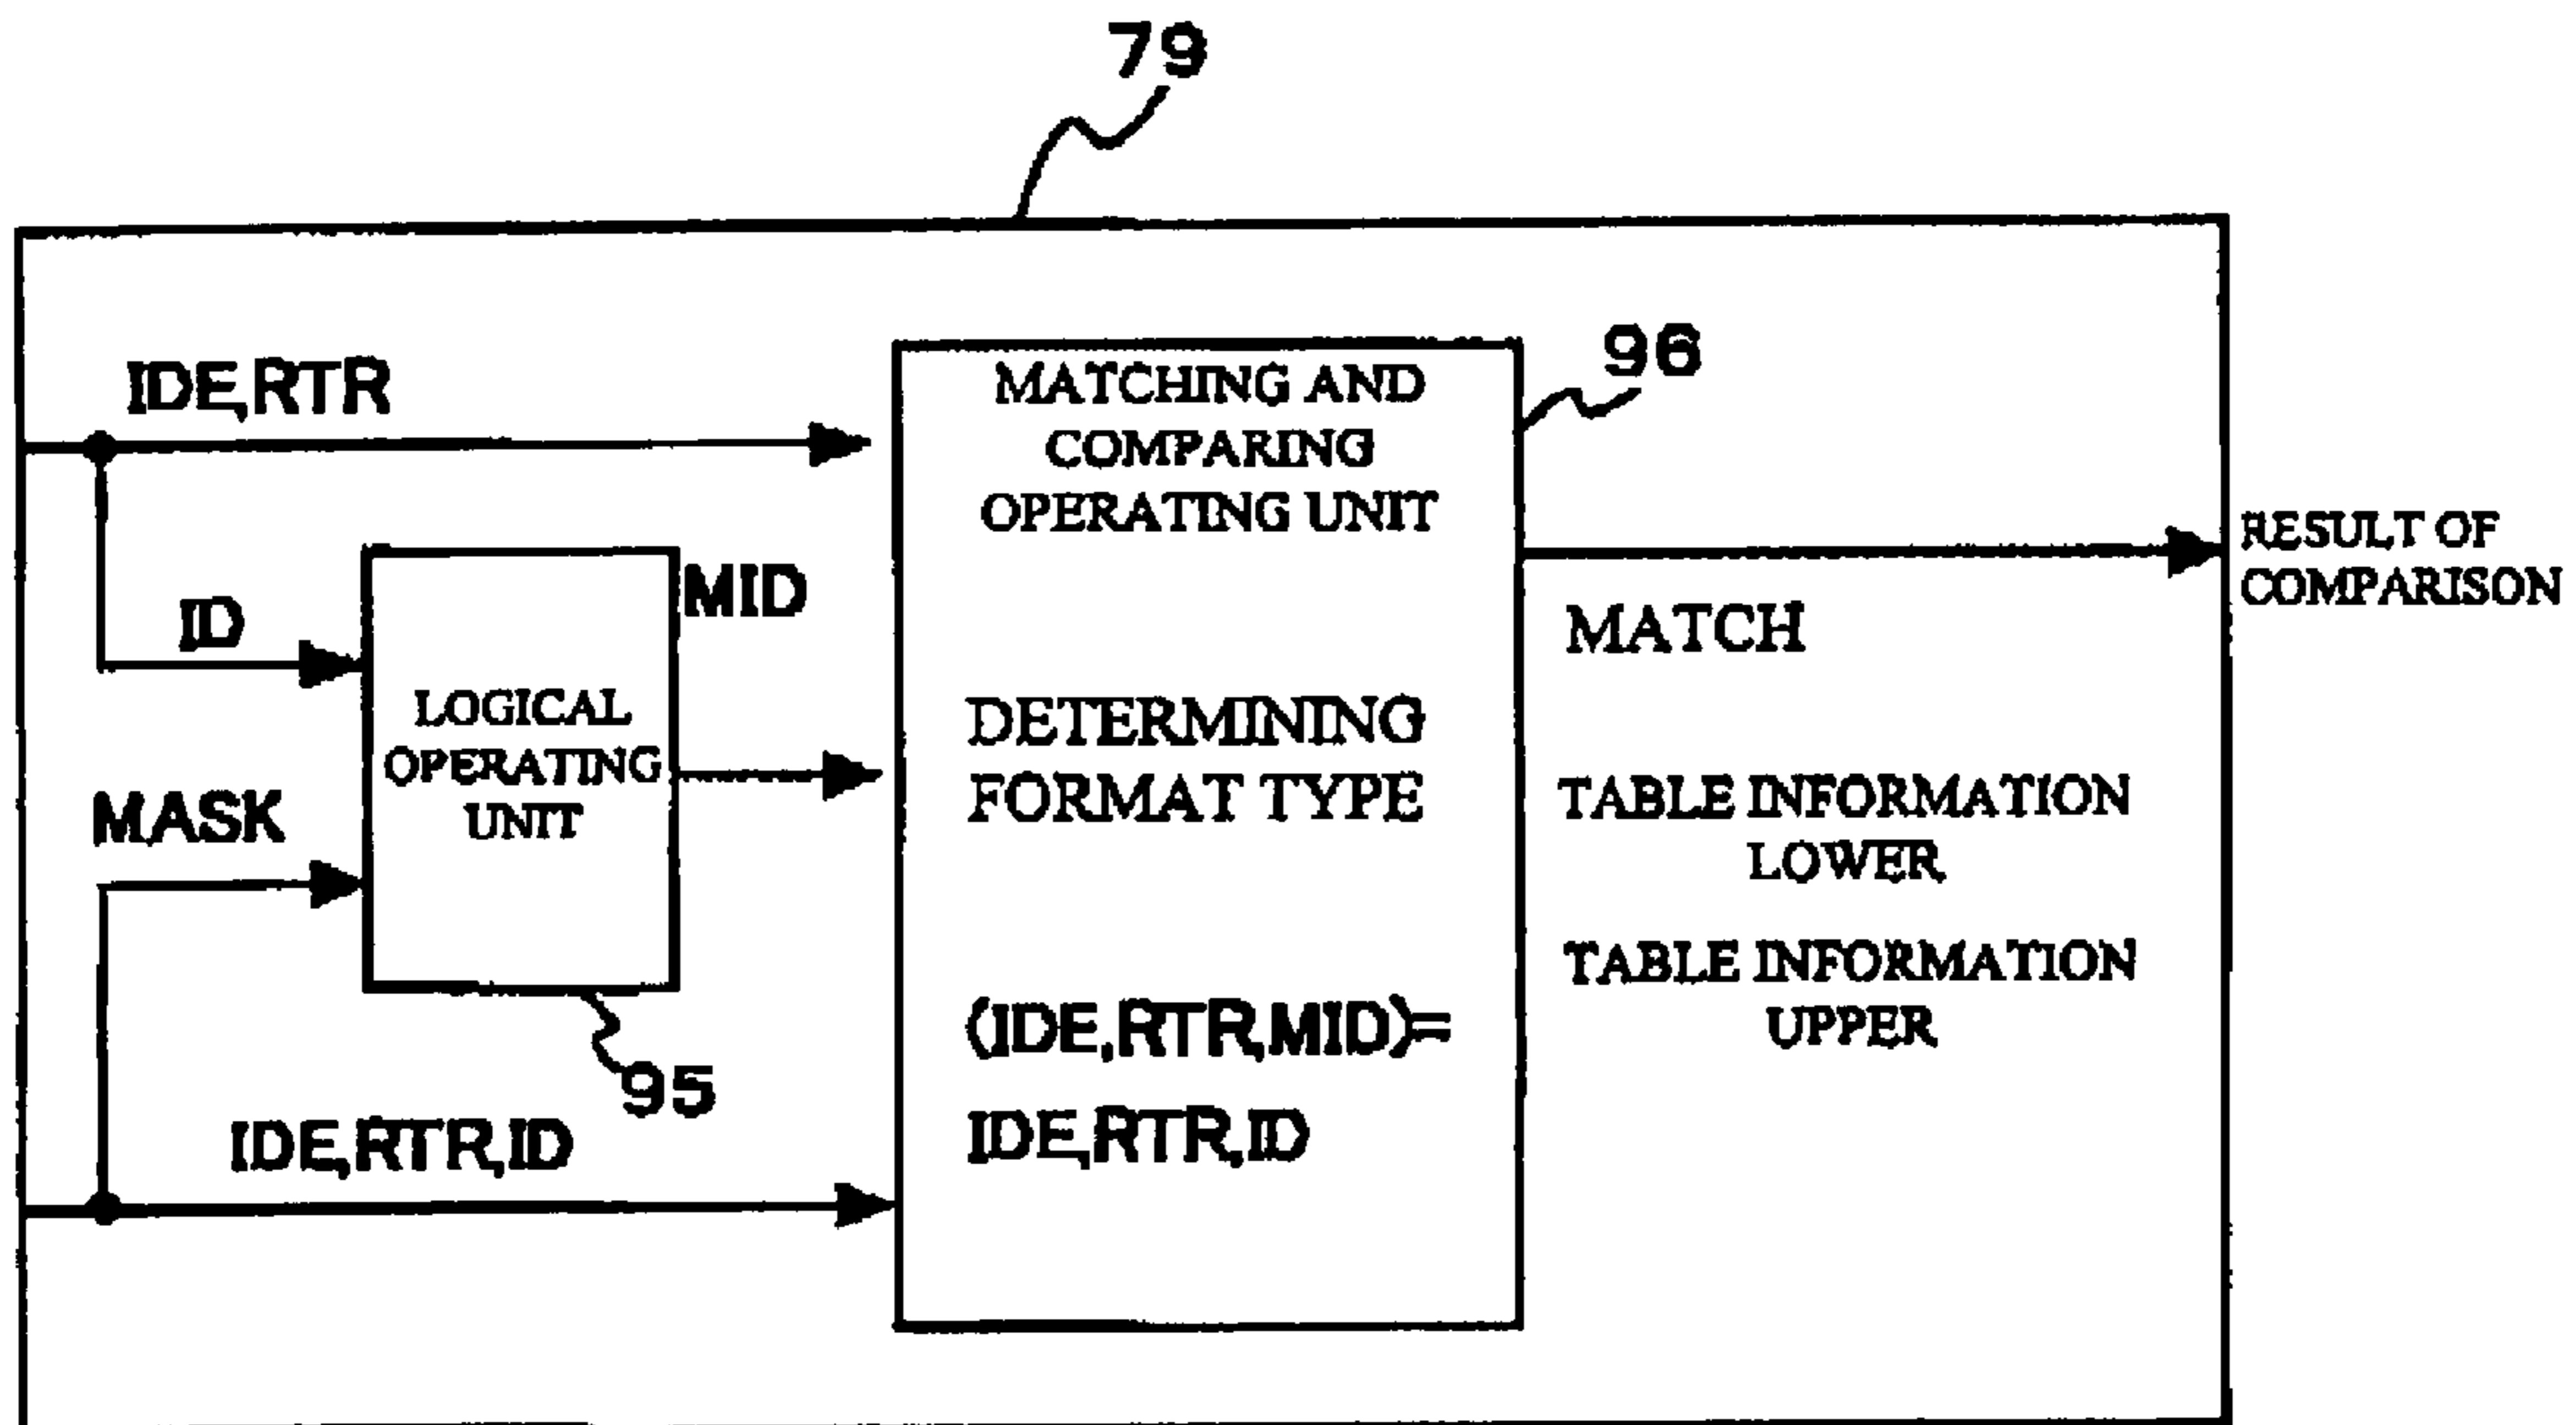 79
96
IDE,RTR
MATCHING AND
COMPARING
OPERATING UNIT
RESULT OF
COMPARISON
ID
MID
MATCH
LOGICAL
OPERATING
UNIT
DETERMINING
FORMAT TYPE
MASK
TABLE INFORMATION
LOWER
TABLE INFORMATION
UPPER
(IDE,RTR,MID)=
IDE,RTR,ID
95
IDE,RTR,ID